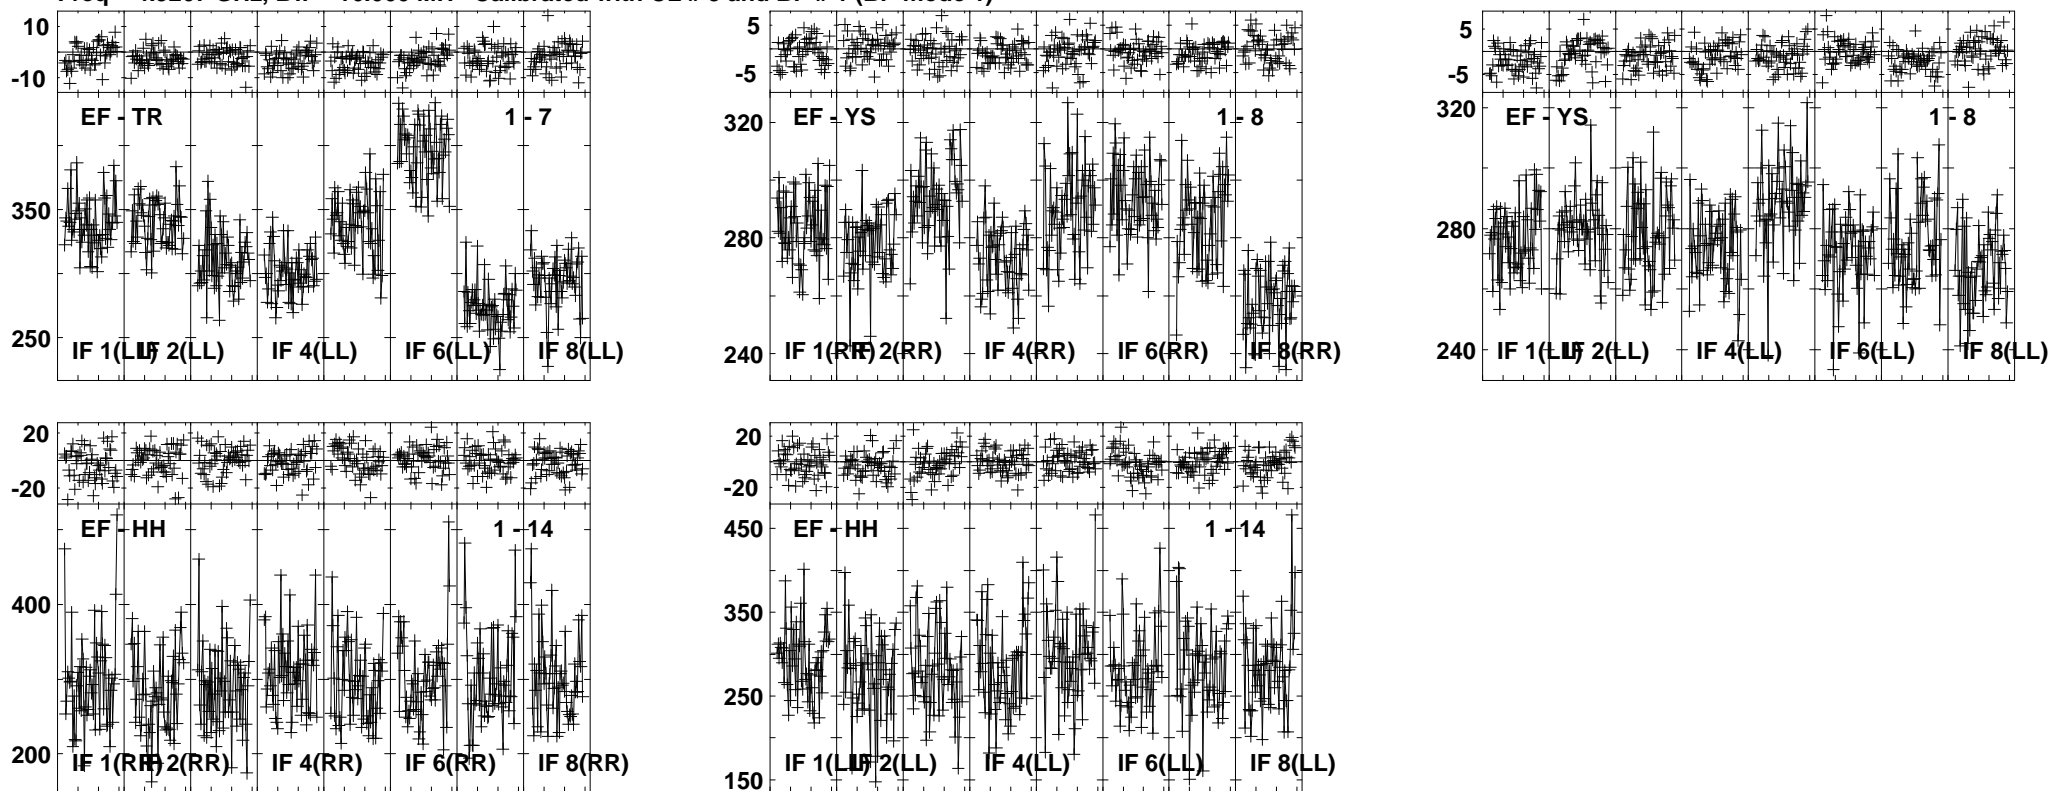 10
-10
EF - TR
1 - 7
350
250
IF 1(LL) IF 2(LL) IF 4(LL) IF 6(LL) IF 8(LL)
5
-5
320
EF - YS
1 - 8
280
240
IF 1(RR) IF 2(RR) IF 4(RR) IF 6(RR) IF 8(RR)
5
-5
320
EF - YS
1 - 8
280
240
IF 1(LL) IF 2(LL) IF 4(LL) IF 6(LL) IF 8(LL)
20
-20
EF - HH
1 - 14
400
200
IF 1(RR) IF 2(RR) IF 4(RR) IF 6(RR) IF 8(RR)
20
-20
450
EF - HH
1 - 14
350
250
150
IF 1(LL) IF 2(LL) IF 4(LL) IF 6(LL) IF 8(LL)